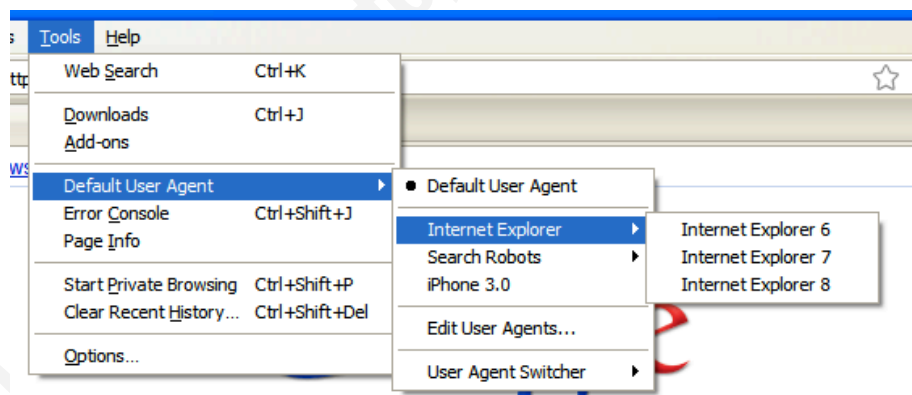 s Tools Help
ttp
Web Search Ctrl+K
Downloads Ctrl+J
Add-ons
ws
Default User Agent
Error Console Ctrl+Shift+J
Page Info
Start Private Browsing Ctrl+Shift+P
Clear Recent History... Ctrl+Shift+Del
Options...
Default User Agent
Internet Explorer
Search Robots
iPhone 3.0
Edit User Agents...
User Agent Switcher
Internet Explorer 6
Internet Explorer 7
Internet Explorer 8